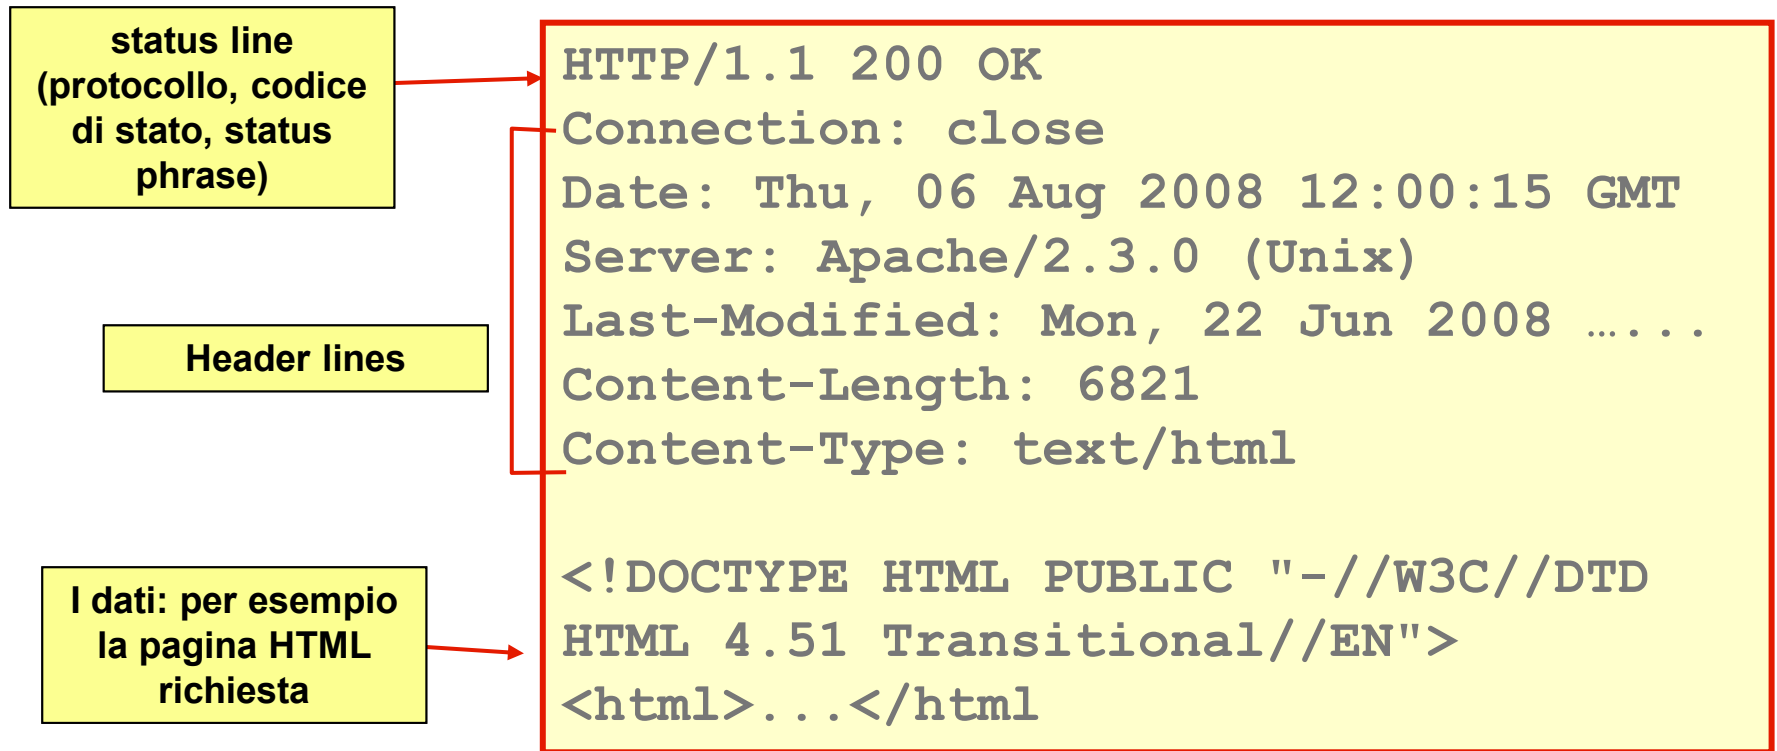 status line
(protocollo, codice
di stato, status
phrase)
HTTP/1.1 200 OK
Connection: close
Date: Thu, 06 Aug 2008 12:00:15 GMT
Server: Apache/2.3.0 (Unix)
Last-Modified: Mon, 22 Jun 2008 …...
Content-Length: 6821
Content-Type: text/html
Header lines
I dati: per esempio
la pagina HTML
richiesta
<!DOCTYPE HTML PUBLIC "-//W3C//DTD
HTML 4.51 Transitional//EN">
<html>...</html